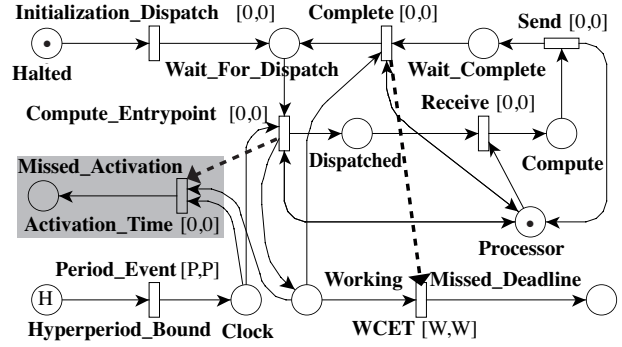 Initialization_Dispatch [0,0] Complete [0,0] Send [0,0]
Halted Wait_For_Dispatch Wait_Complete
Compute_Entrypoint [0,0] Receive [0,0]
Missed_Activation Dispatched Compute
Activation_Time [0,0] Processor
Period_Event [P,P] Working Missed_Deadline
H
Hyperperiod_Bound Clock WCET [W,W]